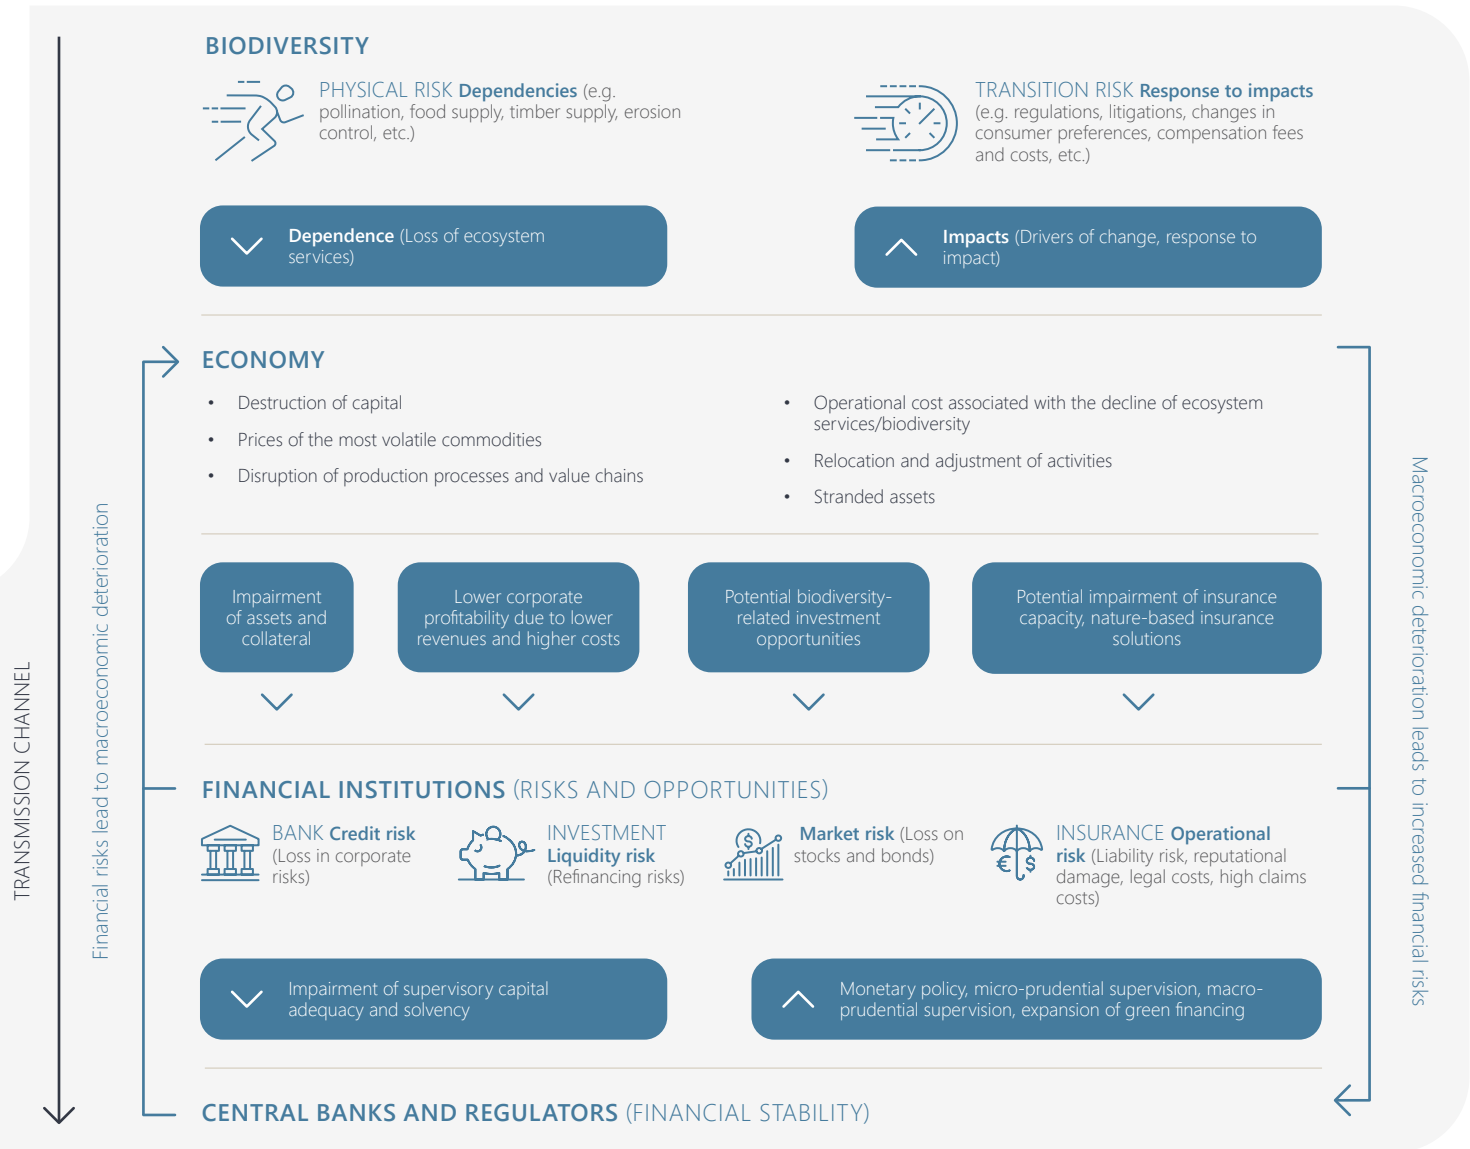 BIODIVERSITY
PHYSICAL RISK Dependencies (e.g.
pollination, food supply, timber supply, erosion
control, etc.)
TRANSITION RISK Response to impacts
(e.g. regulations, litigations, changes in
consumer preferences, compensation fees
and costs, etc.)
Dependence (Loss of ecosystem
services)
Impacts (Drivers of change, response to
impact)
ECONOMY
• Destruction of capital
• Prices of the most volatile commodities
• Disruption of production processes and value chains
• Operational cost associated with the decline of ecosystem
services/biodiversity
• Relocation and adjustment of activities
• Stranded assets
Impairment
of assets and
collateral
Lower corporate
profitability due to lower
revenues and higher costs
Potential biodiversity-
related investment
opportunities
Potential impairment of insurance
capacity, nature-based insurance
solutions
FINANCIAL INSTITUTIONS (RISKS AND OPPORTUNITIES)
BANK Credit risk
(Loss in corporate
risks)
INVESTMENT
Liquidity risk
(Refinancing risks)
Market risk (Loss on
stocks and bonds)
INSURANCE Operational
risk (Liability risk, reputational
damage, legal costs, high claims
costs)
Impairment of supervisory capital
adequacy and solvency
Monetary policy, micro-prudential supervision, macro-
prudential supervision, expansion of green financing
CENTRAL BANKS AND REGULATORS (FINANCIAL STABILITY)
TRANSMISSION CHANNEL
Financial risks lead to macroeconomic deterioration
Macroeconomic deterioration leads to increased financial risks